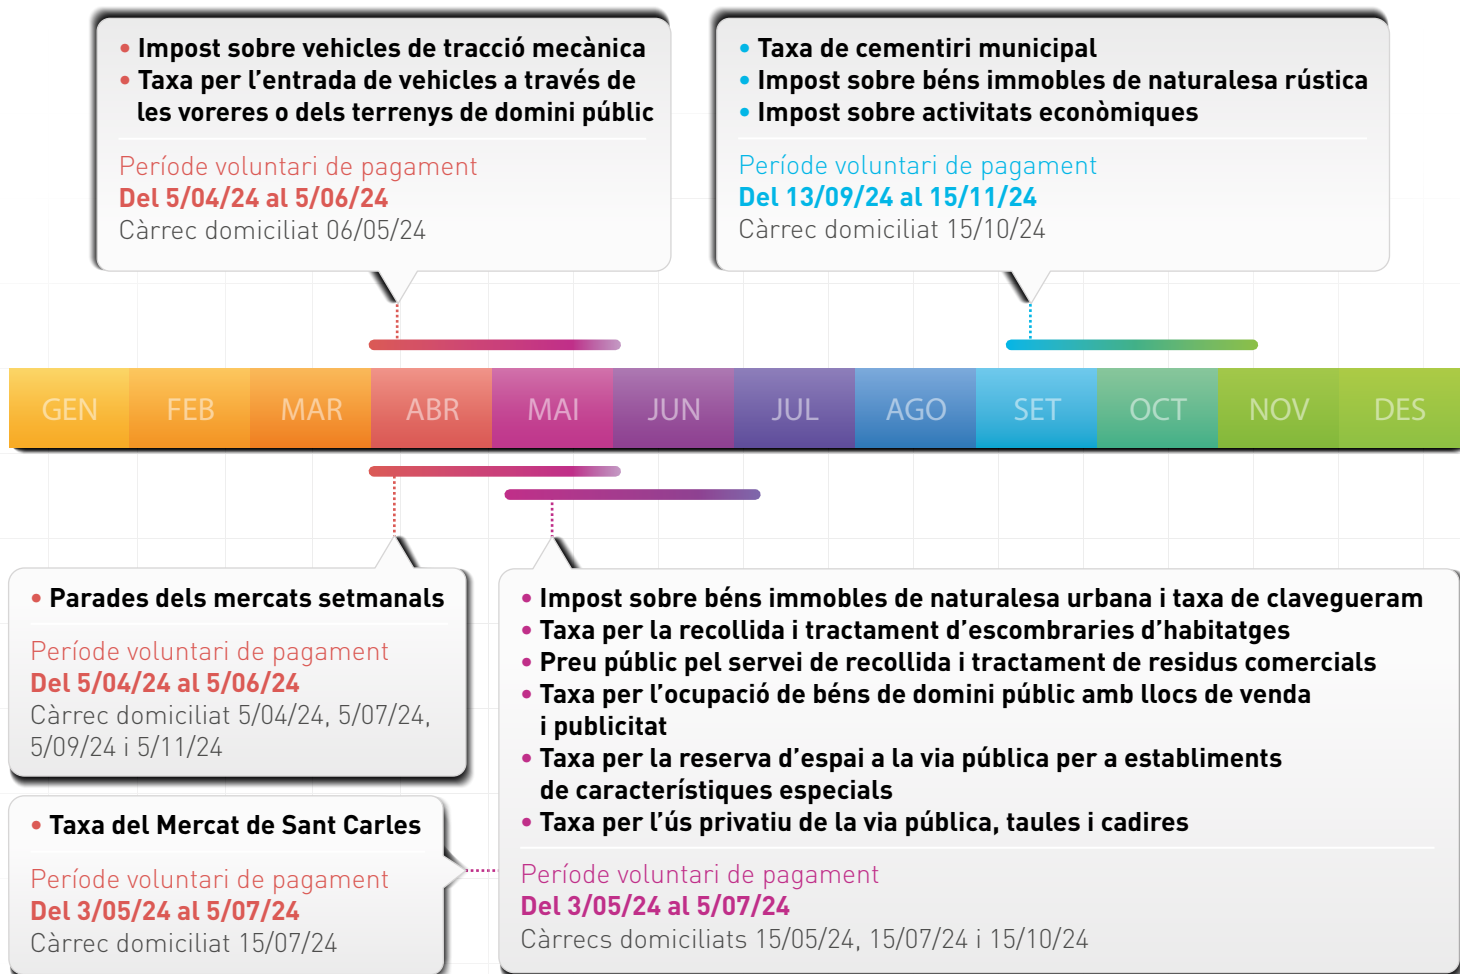 • Impost sobre vehicles de tracció mecànica
• Taxa per l’entrada de vehicles a través de
les voreres o dels terrenys de domini públic
Període voluntari de pagament
Del 5/04/24 al 5/06/24
Càrrec domiciliat 06/05/24
• Taxa de cementiri municipal
• Impost sobre béns immobles de naturalesa rústica
• Impost sobre activitats econòmiques
Període voluntari de pagament
Del 13/09/24 al 15/11/24
Càrrec domiciliat 15/10/24
GEN FEB MAR ABR MAI JUN JUL AGO SET OCT NOV DES
• Parades dels mercats setmanals
Període voluntari de pagament
Del 5/04/24 al 5/06/24
Càrrec domiciliat 5/04/24, 5/07/24,
5/09/24 i 5/11/24
• Taxa del Mercat de Sant Carles
Període voluntari de pagament
Del 3/05/24 al 5/07/24
Càrrec domiciliat 15/07/24
• Impost sobre béns immobles de naturalesa urbana i taxa de clavegueram
• Taxa per la recollida i tractament d’escombraries d’habitatges
• Preu públic pel servei de recollida i tractament de residus comercials
• Taxa per l’ocupació de béns de domini públic amb llocs de venda
i publicitat
• Taxa per la reserva d’espai a la via pública per a establiments
de característiques especials
• Taxa per l’ús privatiu de la via pública, taules i cadires
Període voluntari de pagament
Del 3/05/24 al 5/07/24
Càrrecs domiciliats 15/05/24, 15/07/24 i 15/10/24